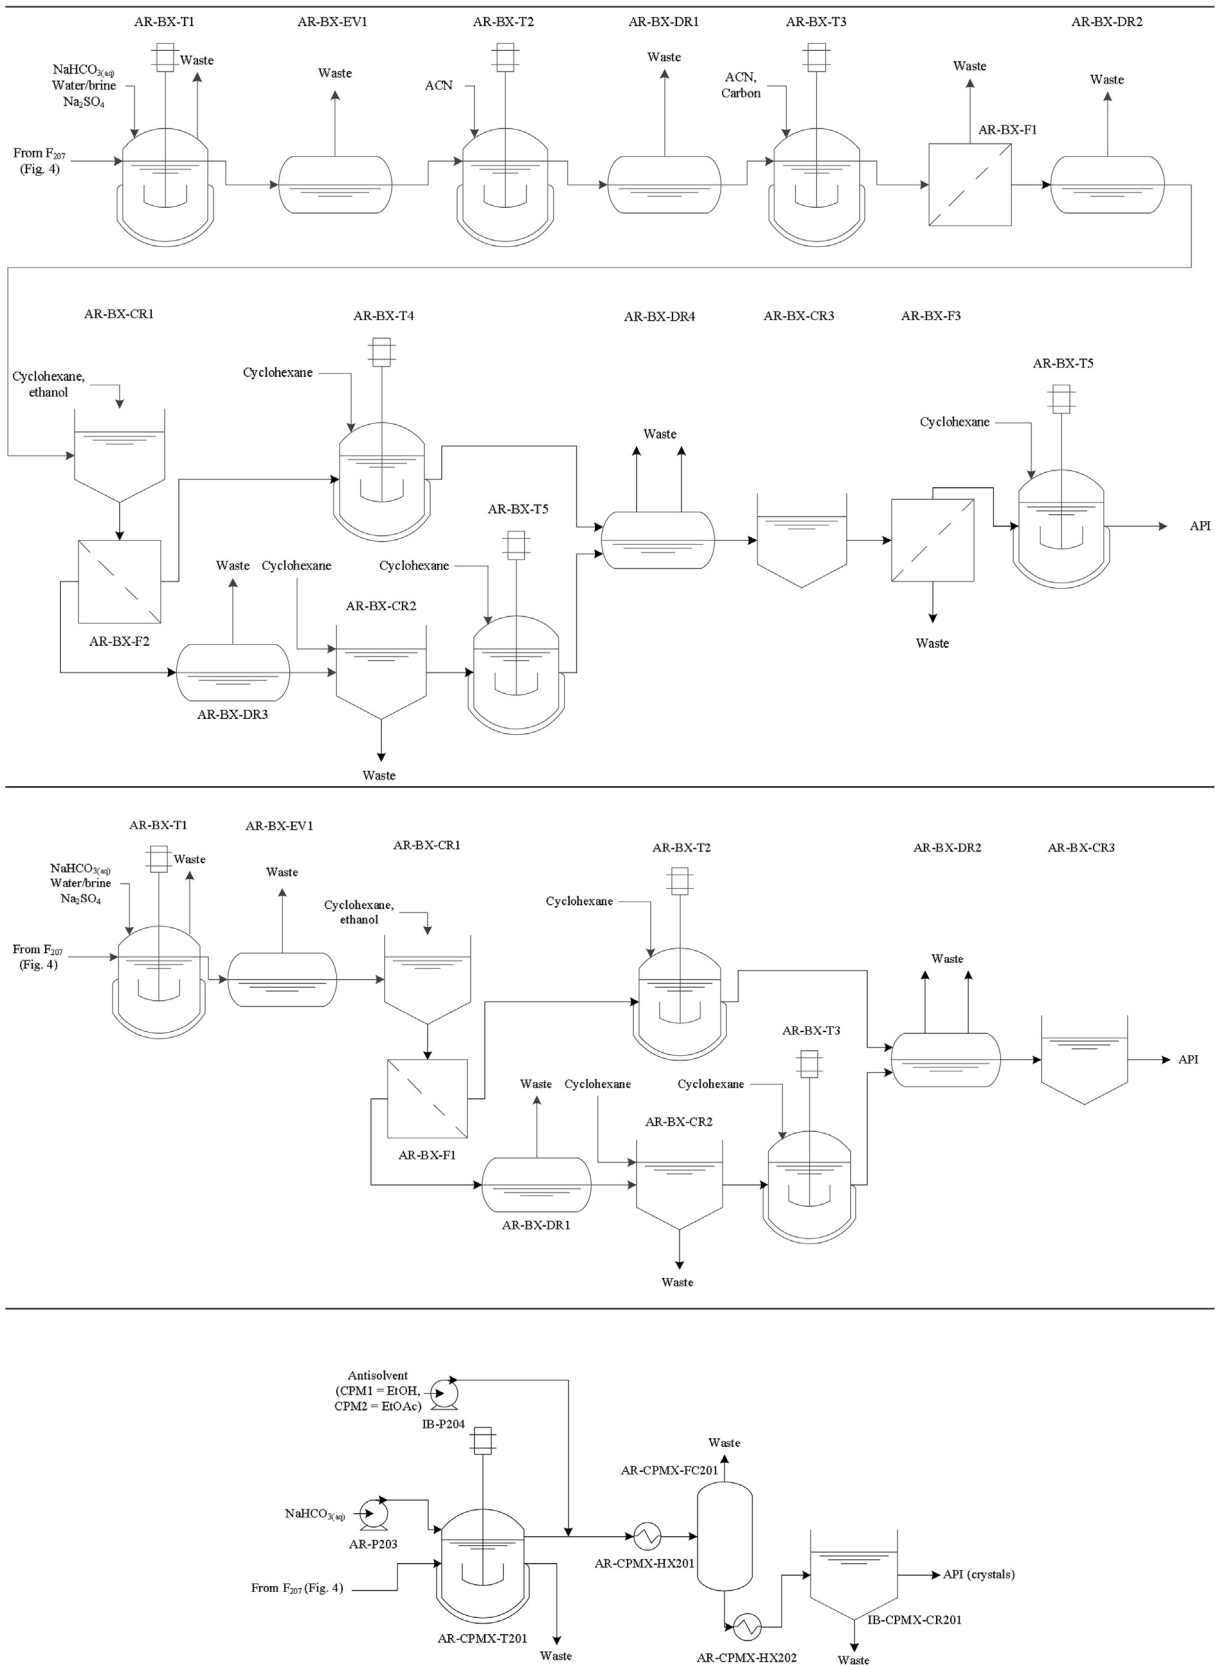 AR-BX-T1
AR-BX-EV1
AR-BX-T2
AR-BX-DR1
AR-BX-T3
AR-BX-DR2
NaHCO3(aq)
Water/brine
Na2SO4
Waste
Waste
ACN
Waste
ACN,
Carbon
Waste
Waste
AR-BX-F1
From F207
(Fig. 4)
AR-BX-CR1
AR-BX-T4
AR-BX-DR4
AR-BX-CR3
AR-BX-F3
AR-BX-T5
Cyclohexane,
ethanol
Cyclohexane
Cyclohexane
Waste
AR-BX-T5
API
Waste
Cyclohexane
Cyclohexane
AR-BX-CR2
AR-BX-F2
Waste
AR-BX-DR3
Waste
AR-BX-T1
AR-BX-EV1
AR-BX-CR1
AR-BX-T2
AR-BX-DR2
AR-BX-CR3
NaHCO3(aq)
Water/brine
Na2SO4
Waste
Waste
Cyclohexane,
ethanol
Cyclohexane
From F207
(Fig. 4)
Waste
AR-BX-T3
API
Waste
Cyclohexane
Cyclohexane
AR-BX-CR2
AR-BX-F1
AR-BX-DR1
Waste
Antisolvent
(CPM1 = EtOH,
CPM2 = EtOAc)
IB-P204
Waste
AR-CPMX-FC201
NaHCO3(aq)
AR-P203
AR-CPMX-HX201
From F207 (Fig. 4)
API (crystals)
IB-CPMX-CR201
AR-CPMX-T201
Waste
AR-CPMX-HX202
Waste